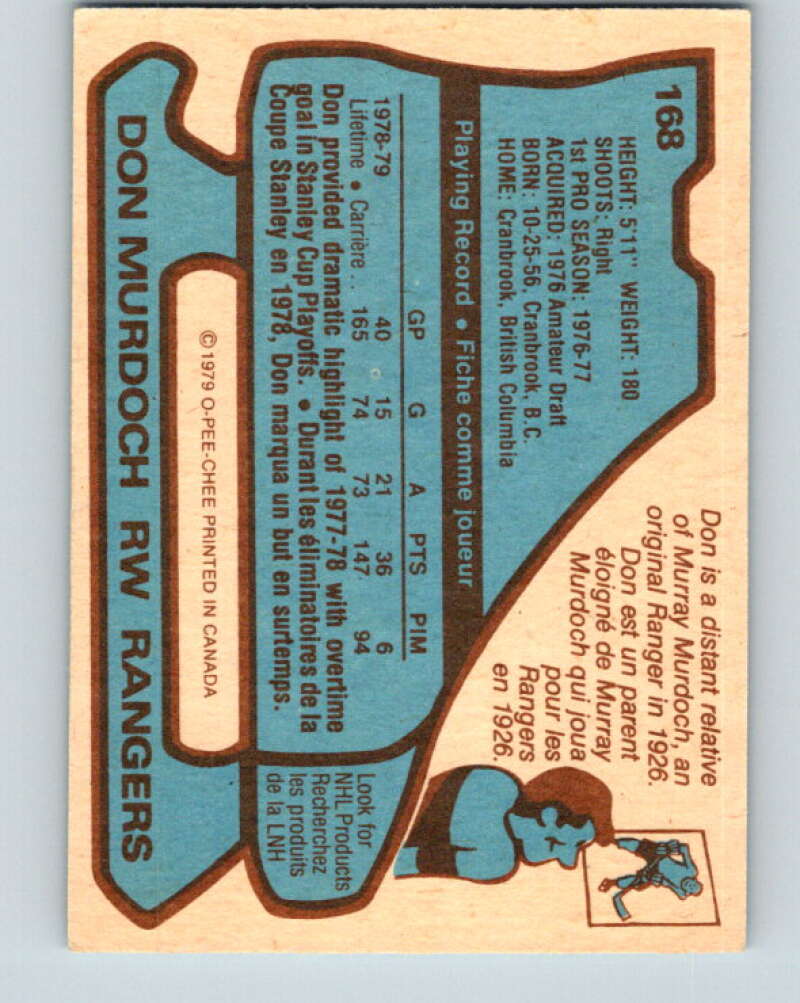 168
HEIGHT: 5'11" WEIGHT: 180
SHOOTS: Right
1st PRO SEASON: 1976-77
ACQUIRED: 1976 Amateur Draft
BORN: 10-25-56, Cranbrook, B.C.
HOME: Cranbrook, British Columbia
Don is a distant relative
of Murray Murdoch, an
original Ranger in 1926.
Don est un parent
éloigné de Murray
Murdoch qui joua
pour les
Rangers
en 1926.
Playing Record • Fiche comme joueur
GP G A PTS PIM
1978-79 40 15 21 36 6
Lifetime • Carrière .. 165 74 73 147 94
Don provided dramatic highlight of 1977-78 with overtime
goal in Stanley Cup Playoffs. • Durant les éliminatoires de la
Coupe Stanley en 1978, Don marqua un but en surtemps.
Look for
NHL Products
Recherchez
les produits
de la LNH
©1979 O-PEE-CHEE PRINTED IN CANADA
DON MURDOCH RW RANGERS